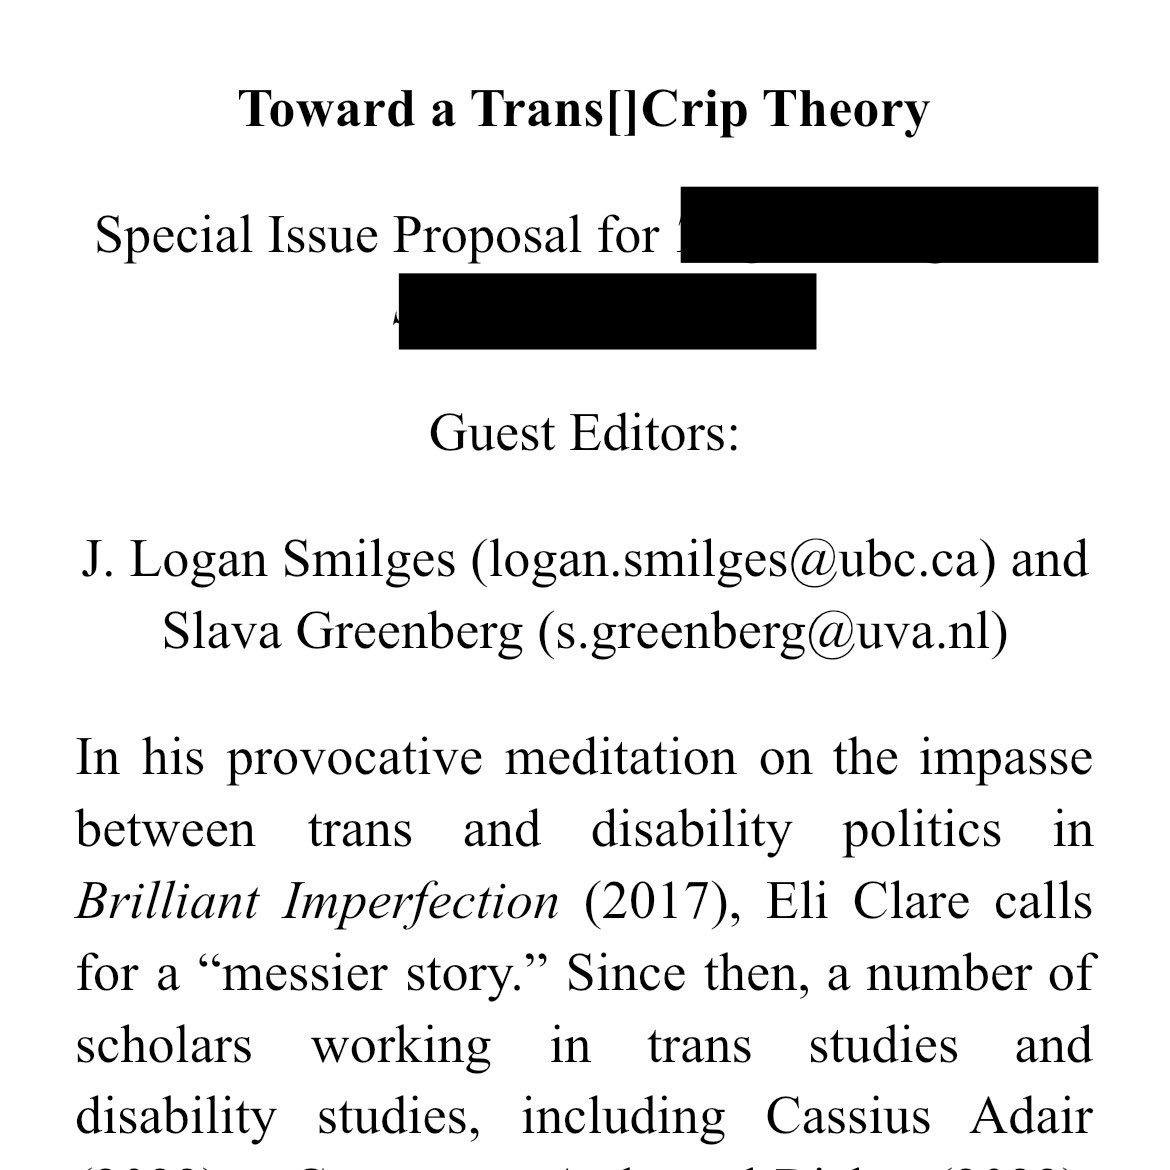 Toward a Trans[]Crip Theory
Special Issue Proposal for
Guest Editors:
J. Logan Smilges (logan.smilges@ubc.ca) and
Slava Greenberg (s.greenberg@uva.nl)
In his provocative meditation on the impasse
between trans and disability politics in
Brilliant Imperfection (2017), Eli Clare calls
for a “messier story.” Since then, a number of
scholars working in trans studies and
disability studies, including Cassius Adair